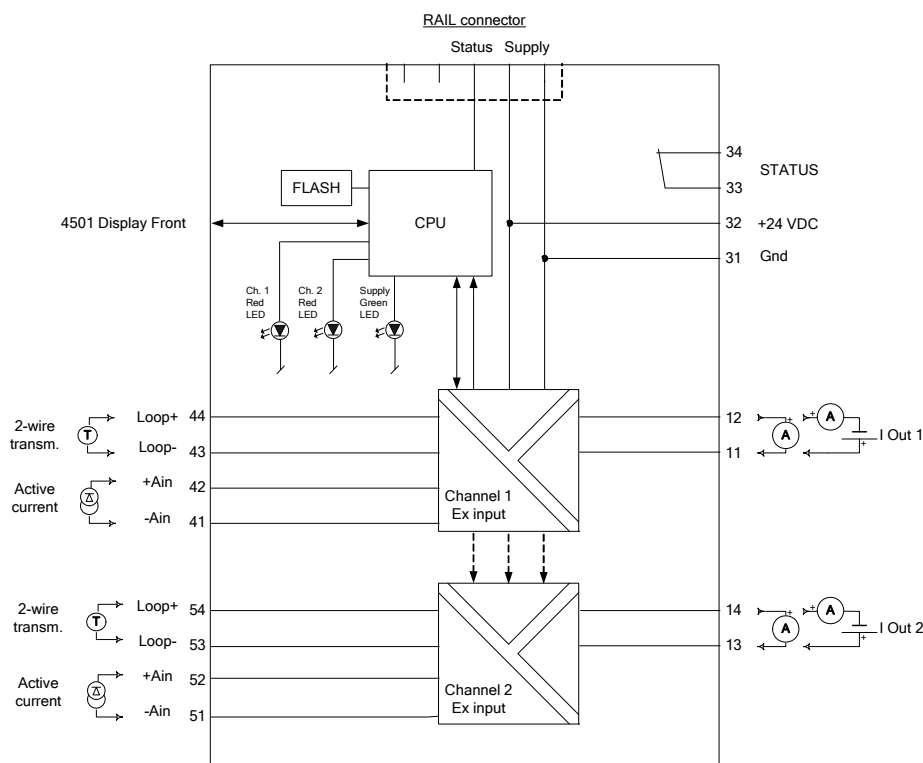 RAIL connector
Status Supply
34
STATUS
33
FLASH
CPU
4501 Display Front
32 +24 VDC
31 Gnd
Ch. 1
Red
LED
Ch. 2
Red
LED
Supply
Green
LED
2-wire
transm.
T
Loop+ 44
Loop- 43
Active
current
+Ain 42
-Ain 41
Channel 1
Ex input
12
11
+
A
+
A
+
I Out 1
2-wire
transm.
T
Loop+ 54
Loop- 53
Active
current
+Ain 52
-Ain 51
Channel 2
Ex input
14
13
+
A
+
A
+
I Out 2